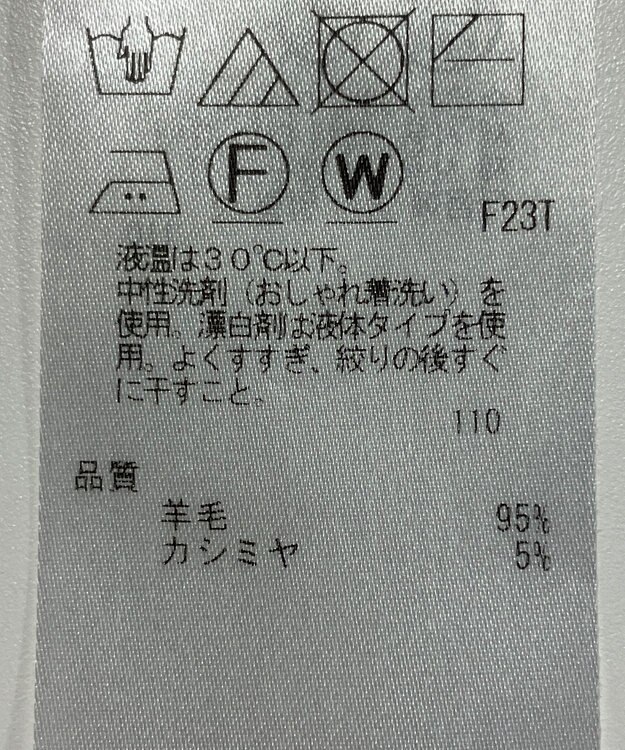 F
W
F23T
液温は30℃以下。
中性洗剤（おしゃれ着洗い）を
使用。漂白剤は液体タイプを使
用。よくすすぎ、絞りの後すぐ
に干すこと。
110
品質
羊毛 95%
カシミヤ 5%